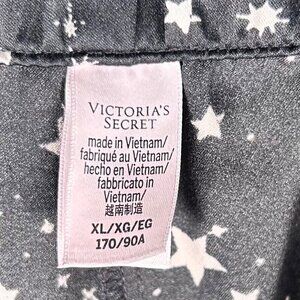 VICTORIA'S
SECRET
made in Vietnam/
fabriqué au Vietnam/
hecho en Vietnam/
fabbricato in
Vietnam/
越南制造
XL/XG/EG
170/90A